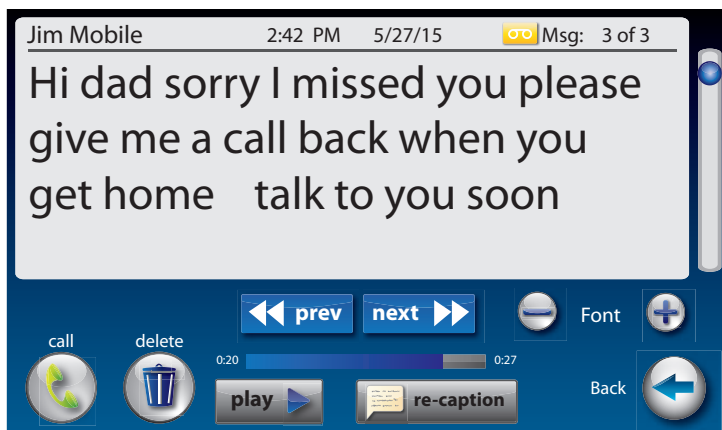 Jim Mobile 2:42 PM 5/27/15 Msg: 3 of 3
Hi dad sorry I missed you please
give me a call back when you
get home talk to you soon
prev next Font
call delete
0:20 0:27
play re-caption Back